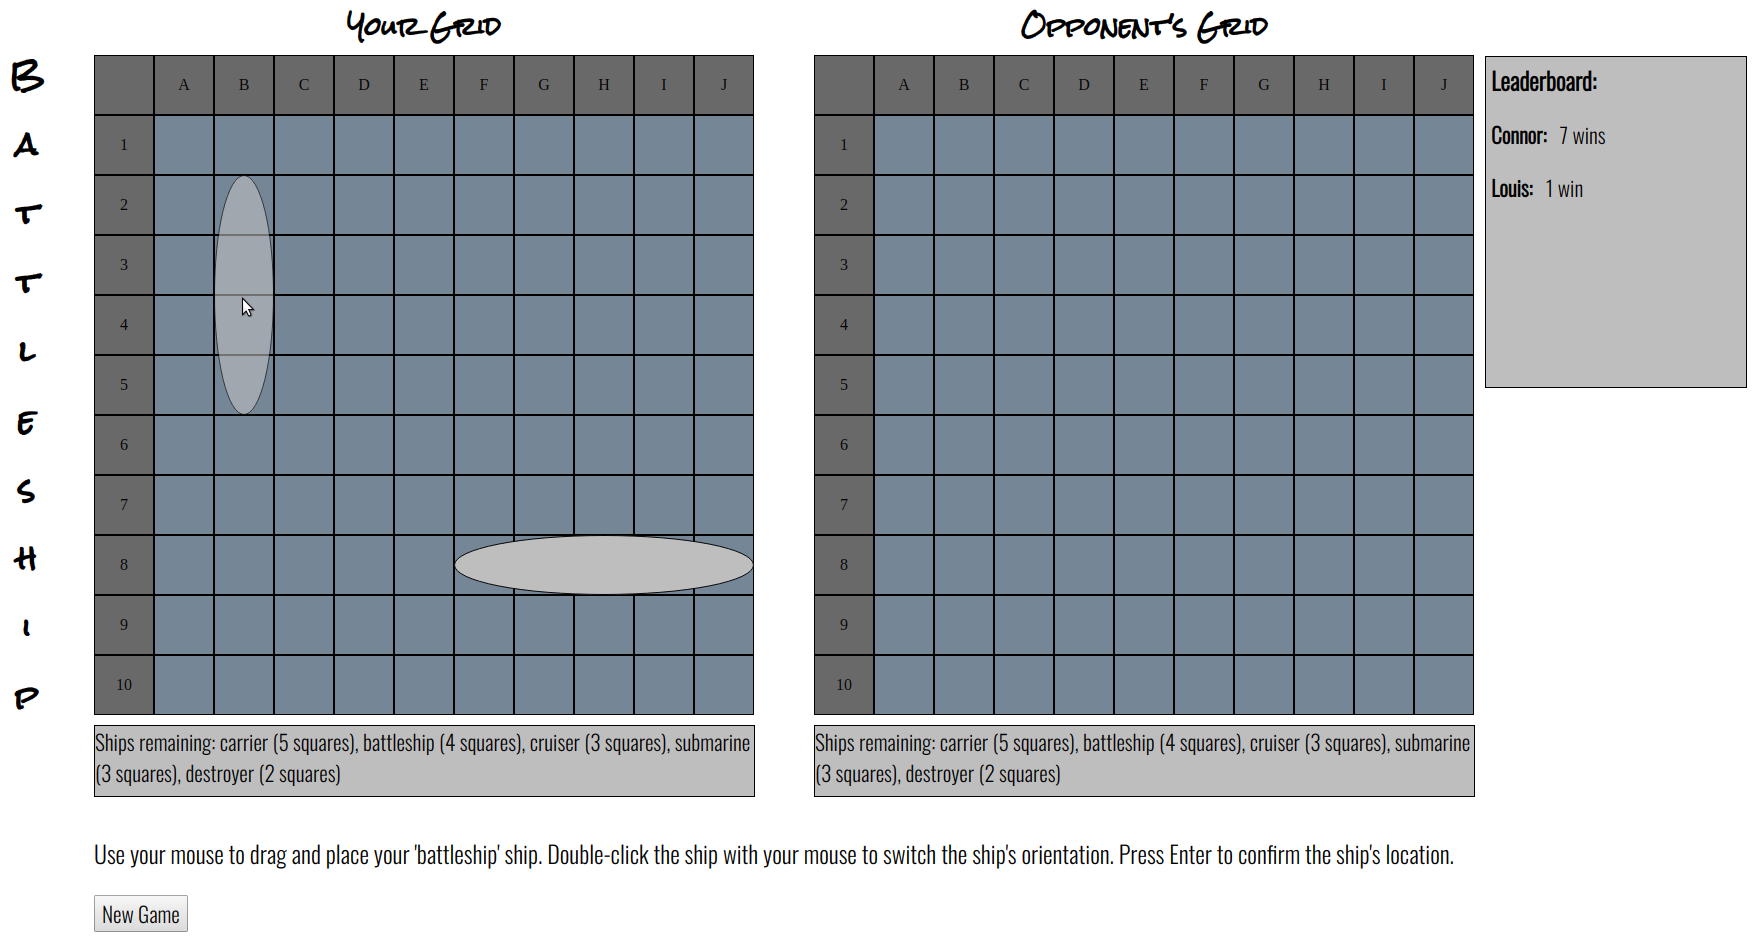 Your Grid
Opponent's Grid
B
A
T
T
L
E
S
H
I
P
A B C D E F G H I J
1
2
3
4
5
6
7
8
9
10
Ships remaining: carrier (5 squares), battleship (4 squares), cruiser (3 squares), submarine
(3 squares), destroyer (2 squares)
A B C D E F G H I J
1
2
3
4
5
6
7
8
9
10
Ships remaining: carrier (5 squares), battleship (4 squares), cruiser (3 squares), submarine
(3 squares), destroyer (2 squares)
Leaderboard:
Connor: 7 wins
Louis: 1 win
Use your mouse to drag and place your 'battleship' ship. Double-click the ship with your mouse to switch the ship's orientation. Press Enter to confirm the ship's location.
New Game